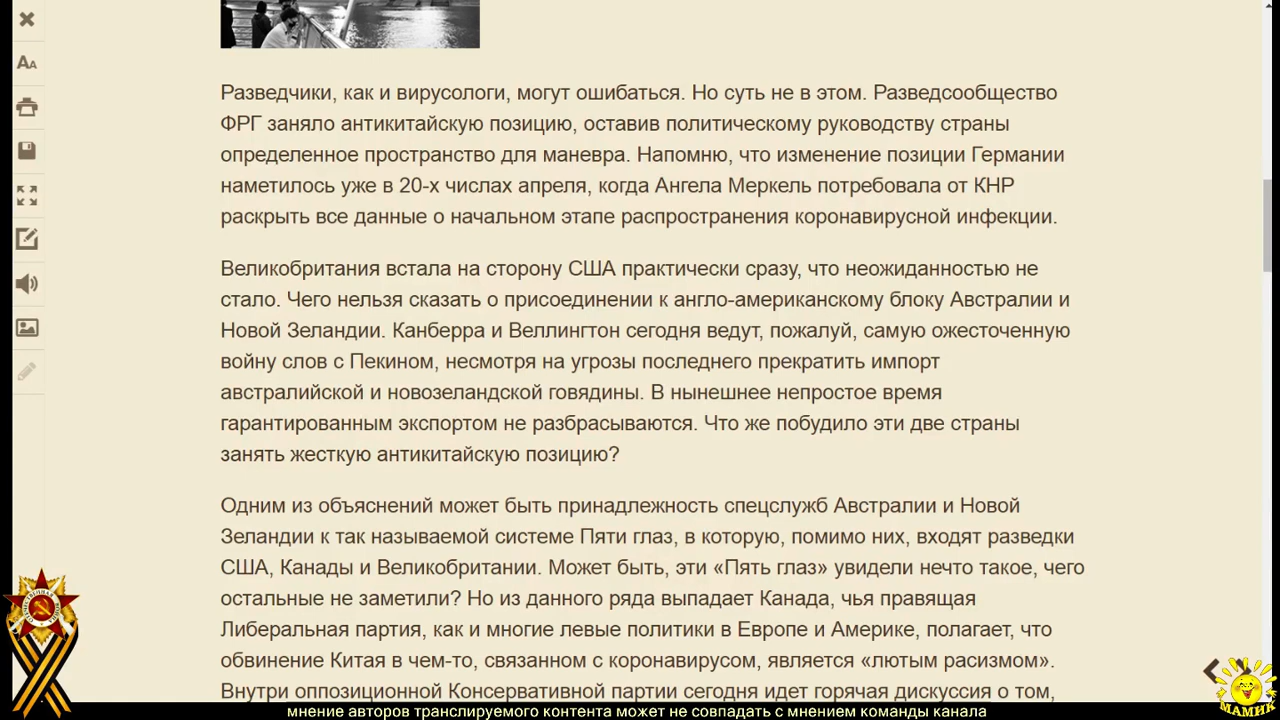 Разведчики, как и вирусологи, могут ошибаться. Но суть не в этом. Разведсообщество
ФРГ заняло антикитайскую позицию, оставив политическому руководству страны
определенное пространство для маневра. Напомню, что изменение позиции Германии
наметилось уже в 20-х числах апреля, когда Ангела Меркель потребовала от КНР
раскрыть все данные о начальном этапе распространения коронавирусной инфекции.
Великобритания встала на сторону США практически сразу, что неожиданностью не
стало. Чего нельзя сказать о присоединении к англо-американскому блоку Австралии и
Новой Зеландии. Канберра и Веллингтон сегодня ведут, пожалуй, самую ожесточенную
войну слов с Пекином, несмотря на угрозы последнего прекратить импорт
австралийской и новозеландской говядины. В нынешнее непростое время
гарантированным экспортом не разбрасываются. Что же побудило эти две страны
занять жесткую антикитайскую позицию?
Одним из объяснений может быть принадлежность спецслужб Австралии и Новой
Зеландии к так называемой системе Пяти глаз, в которую, помимо них, входят разведки
США, Канады и Великобритании. Может быть, эти «Пять глаз» увидели нечто такое, чего
остальные не заметили? Но из данного ряда выпадает Канада, чья правящая
Либеральная партия, как и многие левые политики в Европе и Америке, полагает, что
обвинение Китая в чем-то, связанном с коронавирусом, является «лютым расизмом».
Внутри оппозиционной Консервативной партии сегодня идет горячая дискуссия о том,
МАМИК
мнение авторов транслируемого контента может не совпадать с мнением команды канала